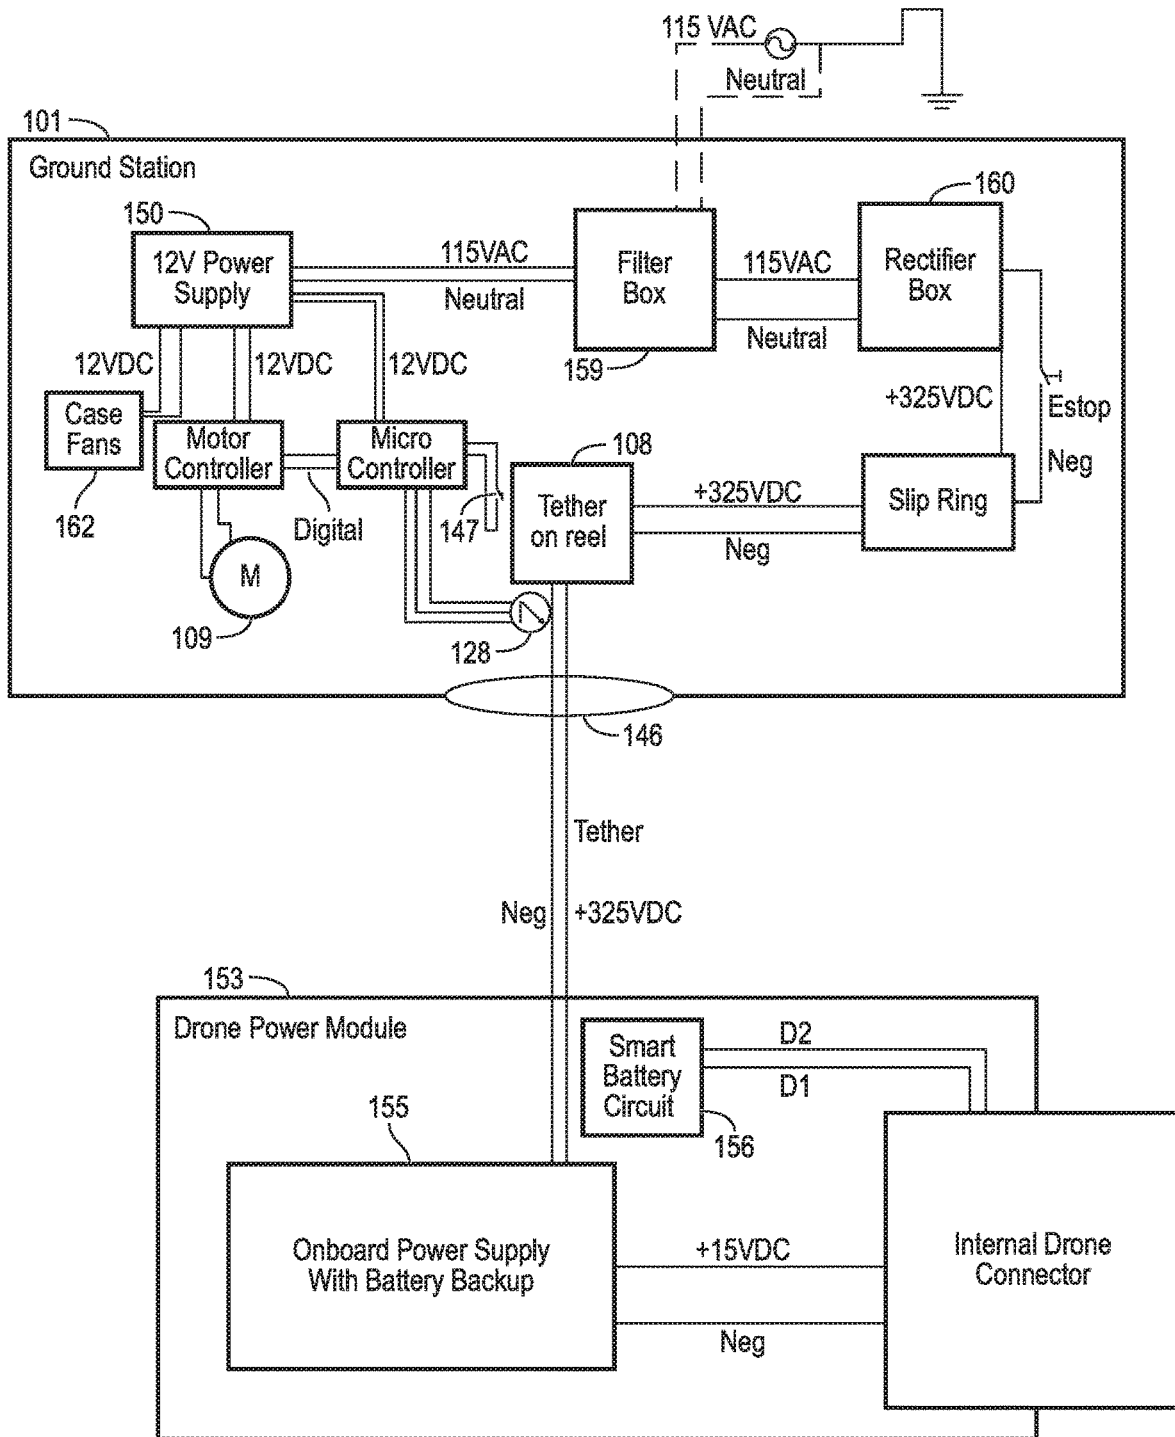 115 VAC
Neutral
101
Ground Station
150
12V Power
Supply
115VAC
Neutral
Filter
Box
159
115VAC
Neutral
160
Rectifier
Box
12VDC
12VDC
12VDC
+325VDC
Estop
Neg
Case
Fans
162
Motor
Controller
Digital
Micro
Controller
147
108
Tether
on reel
+325VDC
Neg
Slip Ring
M
109
128
146
Tether
Neg
+325VDC
153
Drone Power Module
Smart
Battery
Circuit
156
D2
D1
155
Onboard Power Supply
With Battery Backup
+15VDC
Neg
Internal Drone
Connector